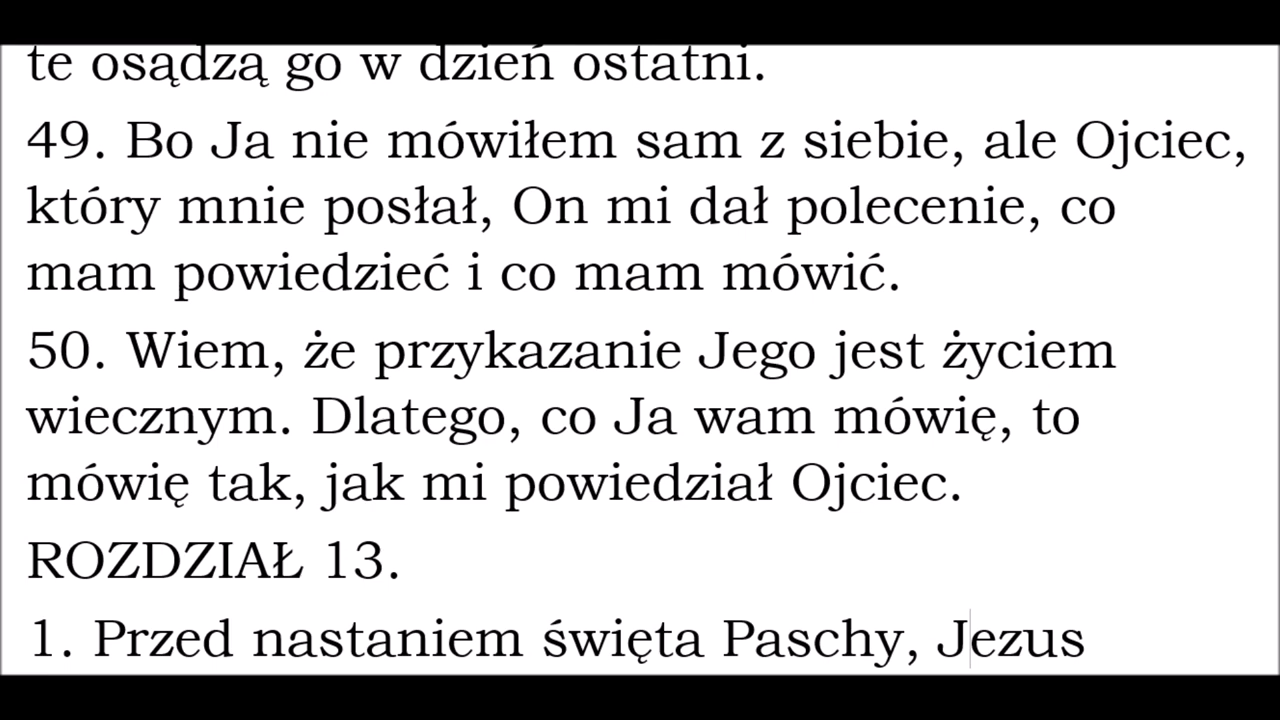 te osądzą go w dzień ostatni.
49. Bo Ja nie mówiłem sam z siebie, ale Ojciec,
który mnie posłał, On mi dał polecenie, co
mam powiedzieć i co mam mówić.
50. Wiem, że przykazanie Jego jest życiem
wiecznym. Dlatego, co Ja wam mówię, to
mówię tak, jak mi powiedział Ojciec.
ROZDZIAŁ 13.
1. Przed nastaniem święta Paschy, Jezus